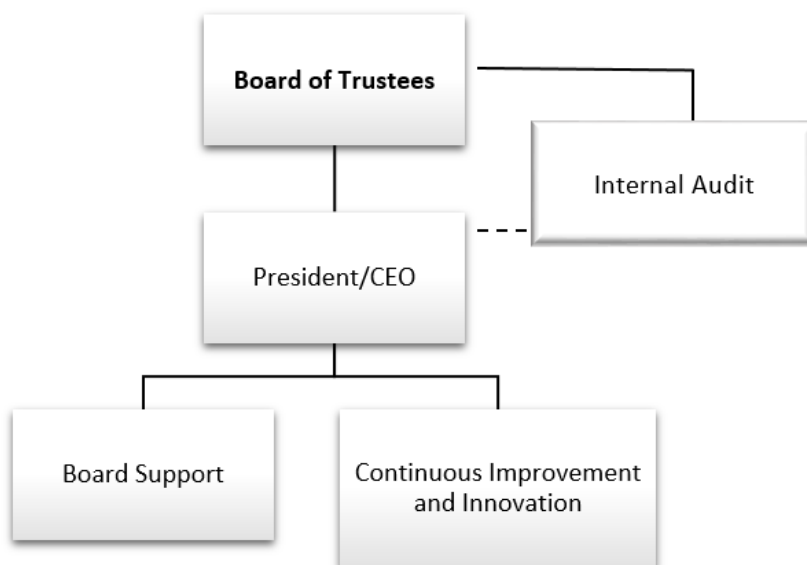 Board of Trustees
Internal Audit
President/CEO
Board Support
Continuous Improvement
and Innovation